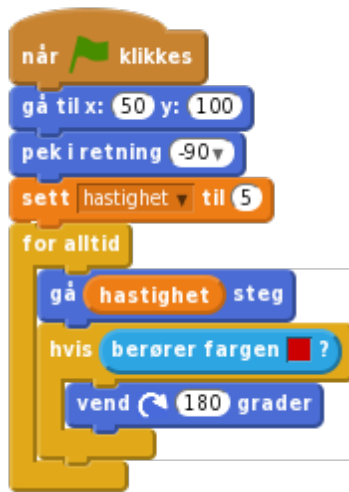 når klikkes
gå til x: 50 y: 100
pek i retning -90
sett hastighet til 5
for alltid
gå hastighet steg
hvis berører fargen ?
vend 180 grader